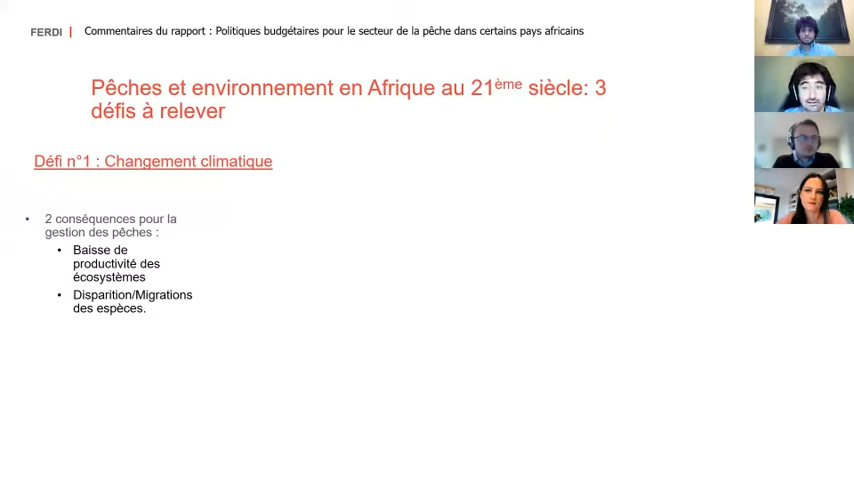 FERDI | Commentaires du rapport : Politiques budgétaires pour le secteur de la pêche dans certains pays africains
Pêches et environnement en Afrique au 21ème siècle: 3
défis à relever
Défi n°1 : Changement climatique
• 2 conséquences pour la
gestion des pêches :
• Baisse de
productivité des
écosystèmes
• Disparition/Migrations
des espèces.